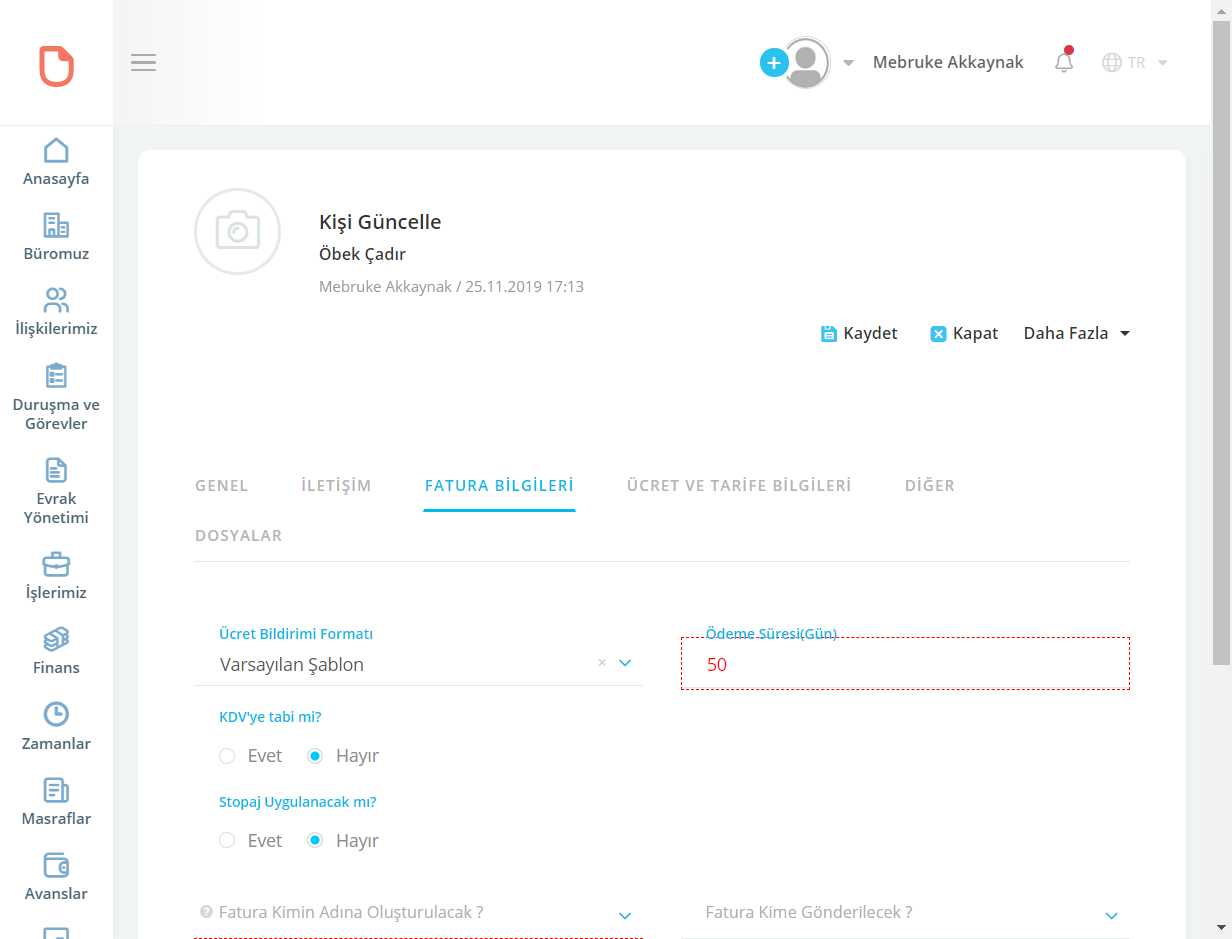 Mebruke Akkaynak
TR
Anasayfa
Büromuz
İlişkilerimiz
Duruşma ve
Görevler
Evrak
Yönetimi
İşlerimiz
Finans
Zamanlar
Masraflar
Avanslar
Kişi Güncelle
Öbek Çadır
Mebruke Akkaynak / 25.11.2019 17:13
Kaydet
Kapat
Daha Fazla
GENEL
İLETİŞİM
FATURA BİLGİLERİ
ÜCRET VE TARİFE BİLGİLERİ
DİĞER
DOSYALAR
Ücret Bildirimi Formatı
Varsayılan Şablon
Ödeme Süresi(Gün)
50
KDV'ye tabi mi?
Evet
Hayır
Stopaj Uygulanacak mı?
Evet
Hayır
Fatura Kimin Adına Oluşturulacak ?
Fatura Kime Gönderilecek ?